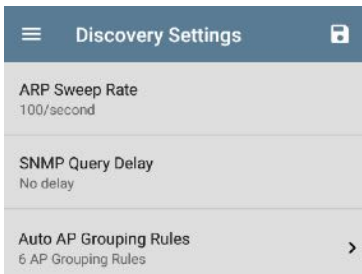 Discovery Settings
ARP Sweep Rate
100/second
SNMP Query Delay
No delay
Auto AP Grouping Rules
6 AP Grouping Rules